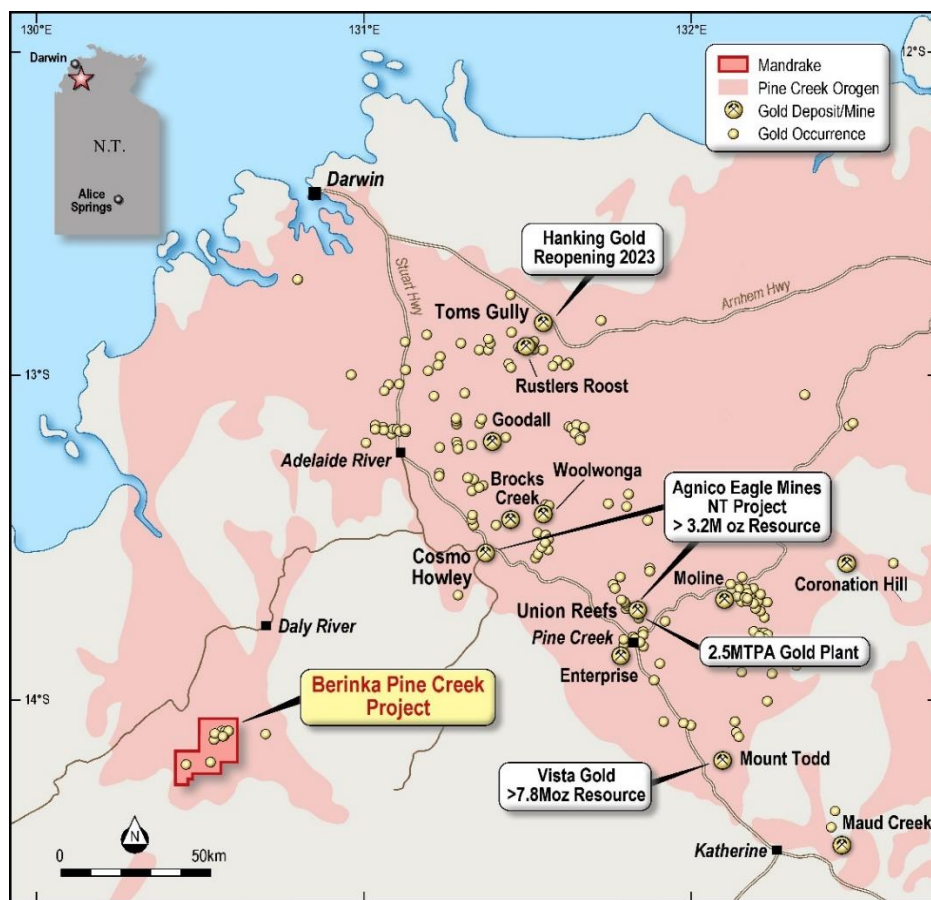 130°E
131°
132°
12°S
Darwin
N.T.
Alice
Springs
Mandrake
Pine Creek Orogen
Gold Deposit/Mine
Gold Occurrence
Darwin
Stuart Hwy
Arnhem Hwy
Hanking Gold
Reopening 2023
Toms Gully
Rustlers Roost
13°S
Goodall
Adelaide River
Brocks
Creek
Woolwonga
Agnico Eagle Mines
NT Project
> 3.2M oz Resource
Cosmo
Howley
Moline
Coronation Hill
Union Reefs
Daly River
Pine Creek
2.5MTPA Gold Plant
Enterprise
Berinka Pine Creek
Project
14°S
Mount Todd
Vista Gold
>7.8Moz Resource
Maud Creek
Katherine
N
0
50km